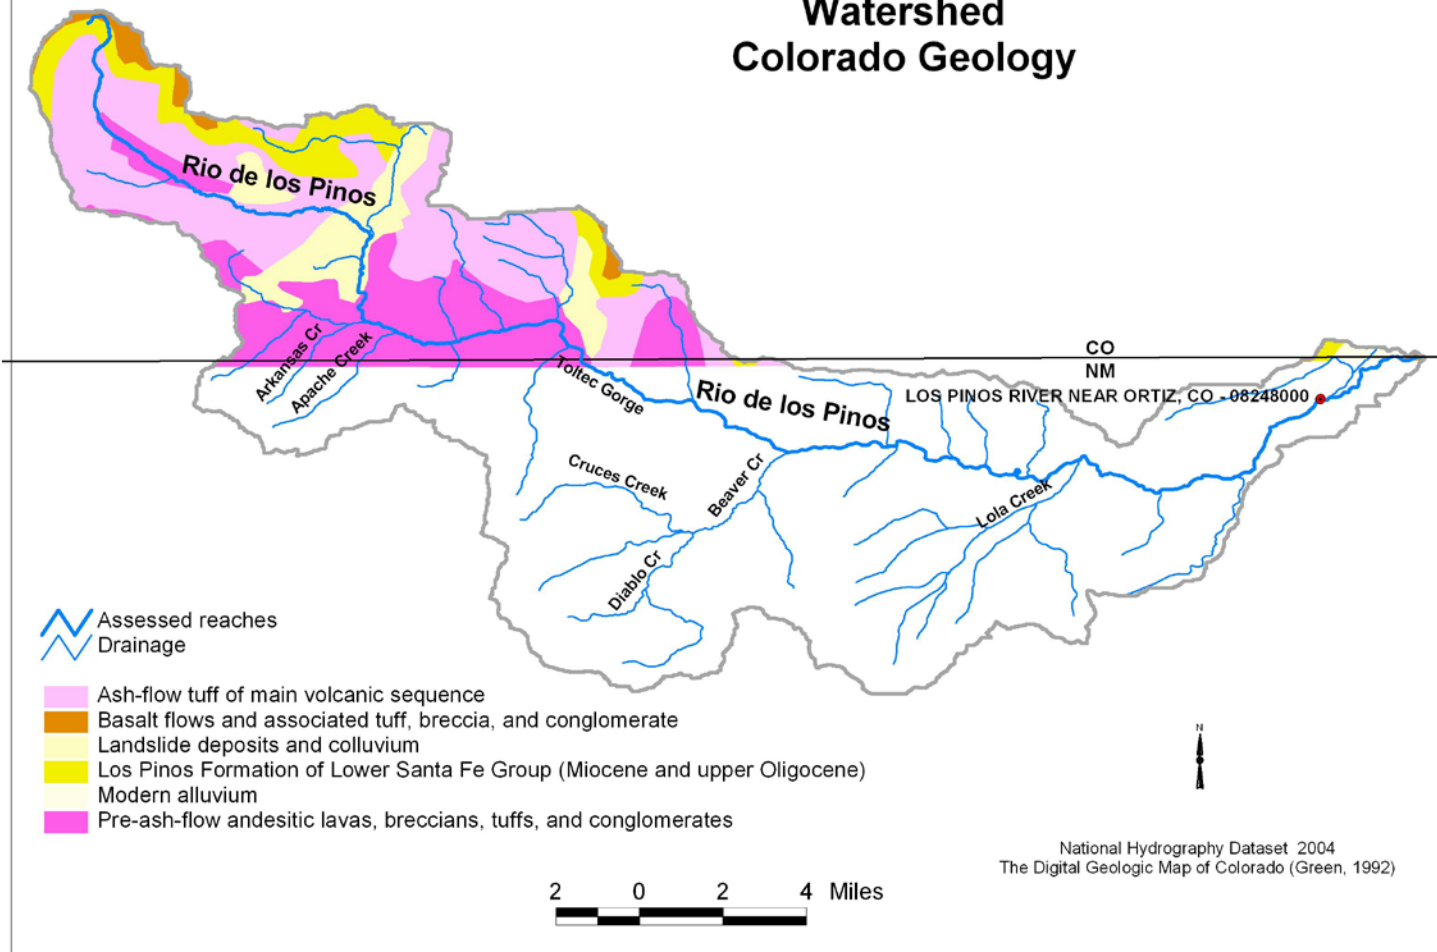 Watershed
Colorado Geology
Rio de los Pinos
Arkansas Cr
Apache Creek
CO
NM
Toltec Gorge
Rio de los Pinos
LOS PINOS RIVER NEAR ORTIZ, CO - 08248000
Cruces Creek
Beaver Cr
Lola Creek
Diablo Cr
Assessed reaches
Drainage
Ash-flow tuff of main volcanic sequence
Basalt flows and associated tuff, breccia, and conglomerate
Landslide deposits and colluvium
Los Pinos Formation of Lower Santa Fe Group (Miocene and upper Oligocene)
Modern alluvium
Pre-ash-flow andesitic lavas, breccians, tuffs, and conglomerates
N
National Hydrography Dataset 2004
The Digital Geologic Map of Colorado (Green, 1992)
2 0 2 4 Miles